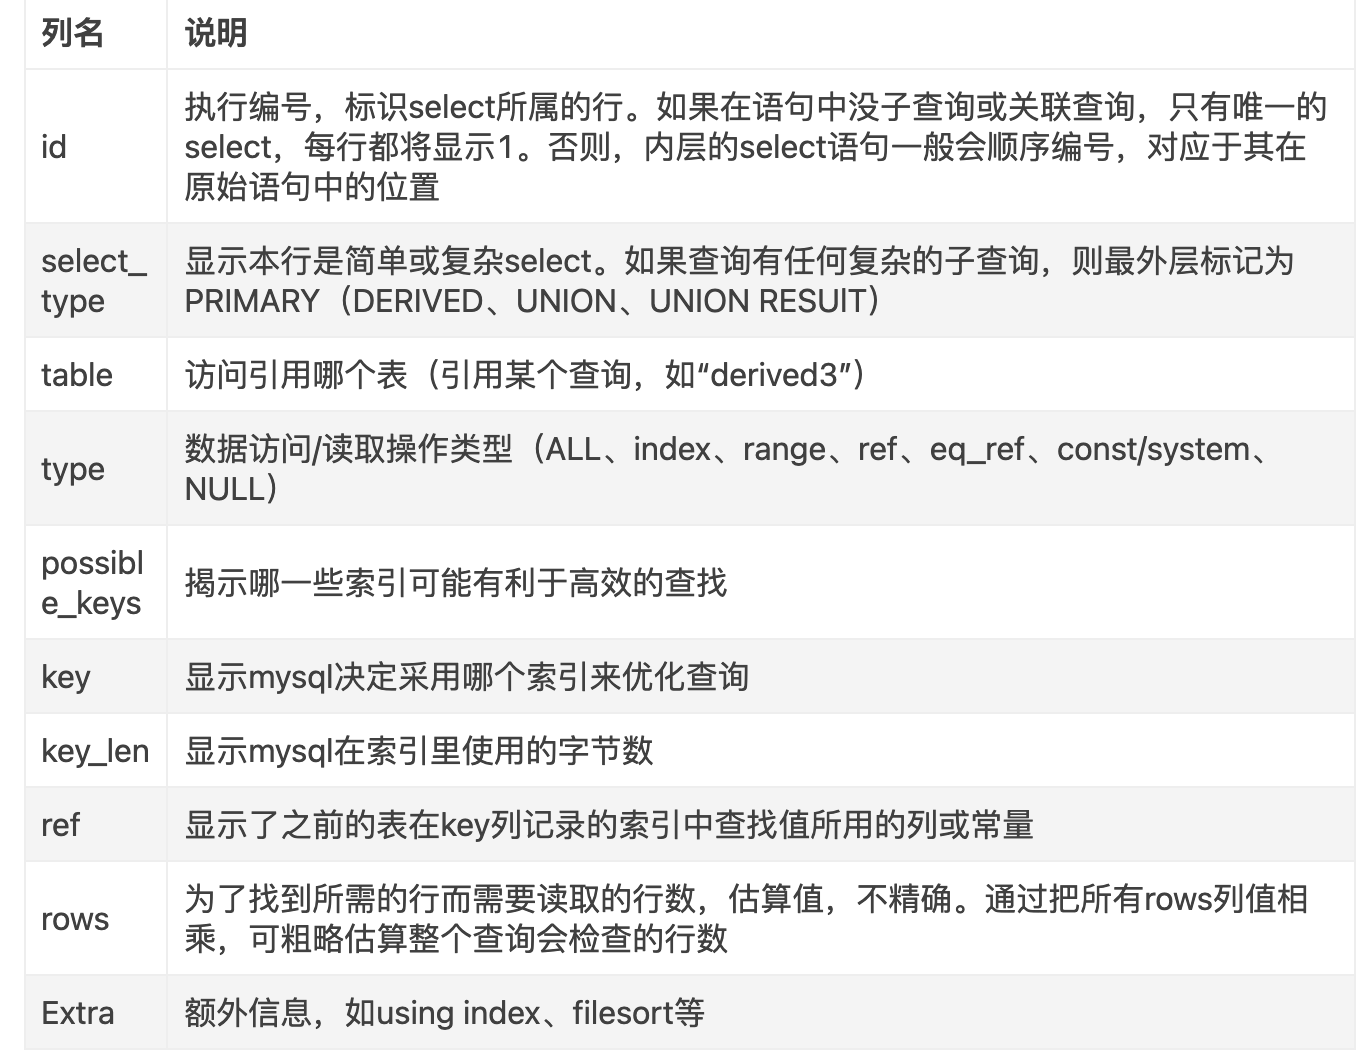 列名 说明
id
执行编号，标识select所属的行。如果在语句中没子查询或关联查询，只有唯一的
select，每行都将显示1。否则，内层的select语句一般会顺序编号，对应于其在
原始语句中的位置
select_
type
显示本行是简单或复杂select。如果查询有任何复杂的子查询，则最外层标记为
PRIMARY（DERIVED、UNION、UNION RESUlT）
table 访问引用哪个表（引用某个查询，如“derived3”）
type
数据访问/读取操作类型（ALL、index、range、ref、eq_ref、const/system、
NULL）
possibl
e_keys
揭示哪一些索引可能有利于高效的查找
key 显示mysql决定采用哪个索引来优化查询
key_len 显示mysql在索引里使用的字节数
ref 显示了之前的表在key列记录的索引中查找值所用的列或常量
rows
为了找到所需的行而需要读取的行数，估算值，不精确。通过把所有rows列值相
乘，可粗略估算整个查询会检查的行数
Extra 额外信息，如using index、filesort等